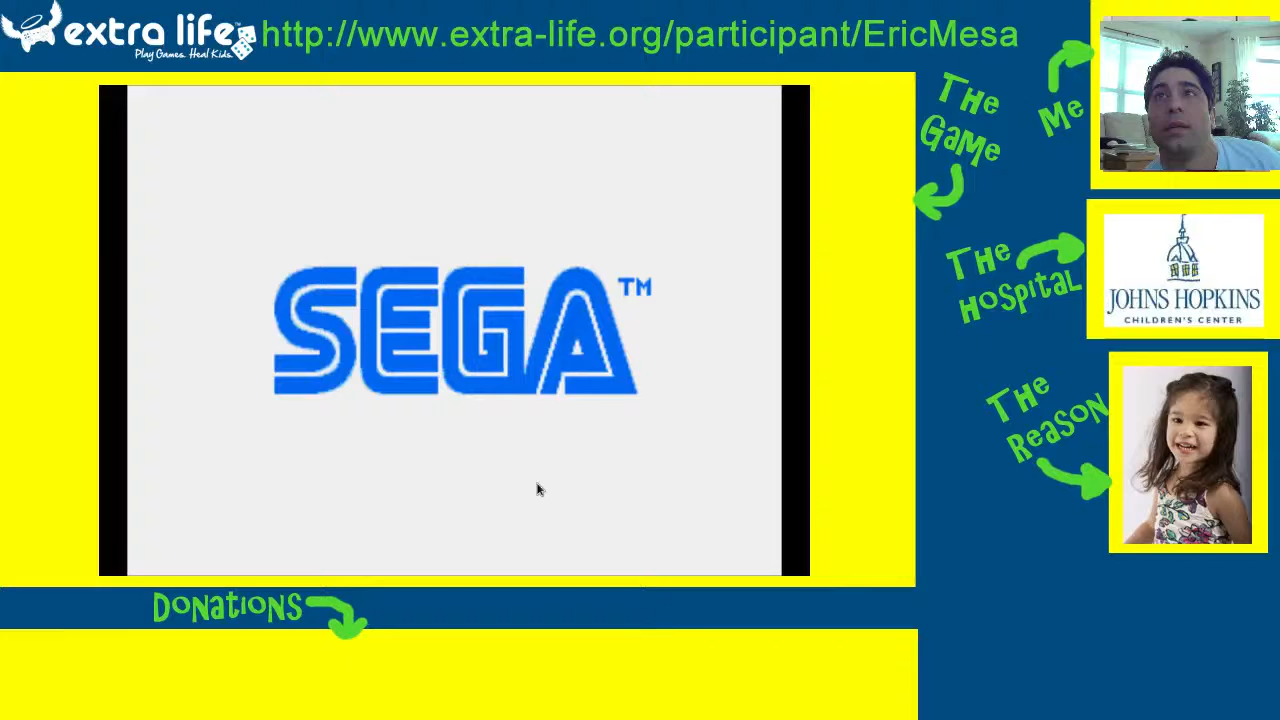 extra life™
Play Games. Heal Kids.
http://www.extra-life.org/participant/EricMesa
The
Game
Me
SEGA™
The
Hospital
JOHNS HOPKINS
CHILDREN'S CENTER
The
Reason
Donations